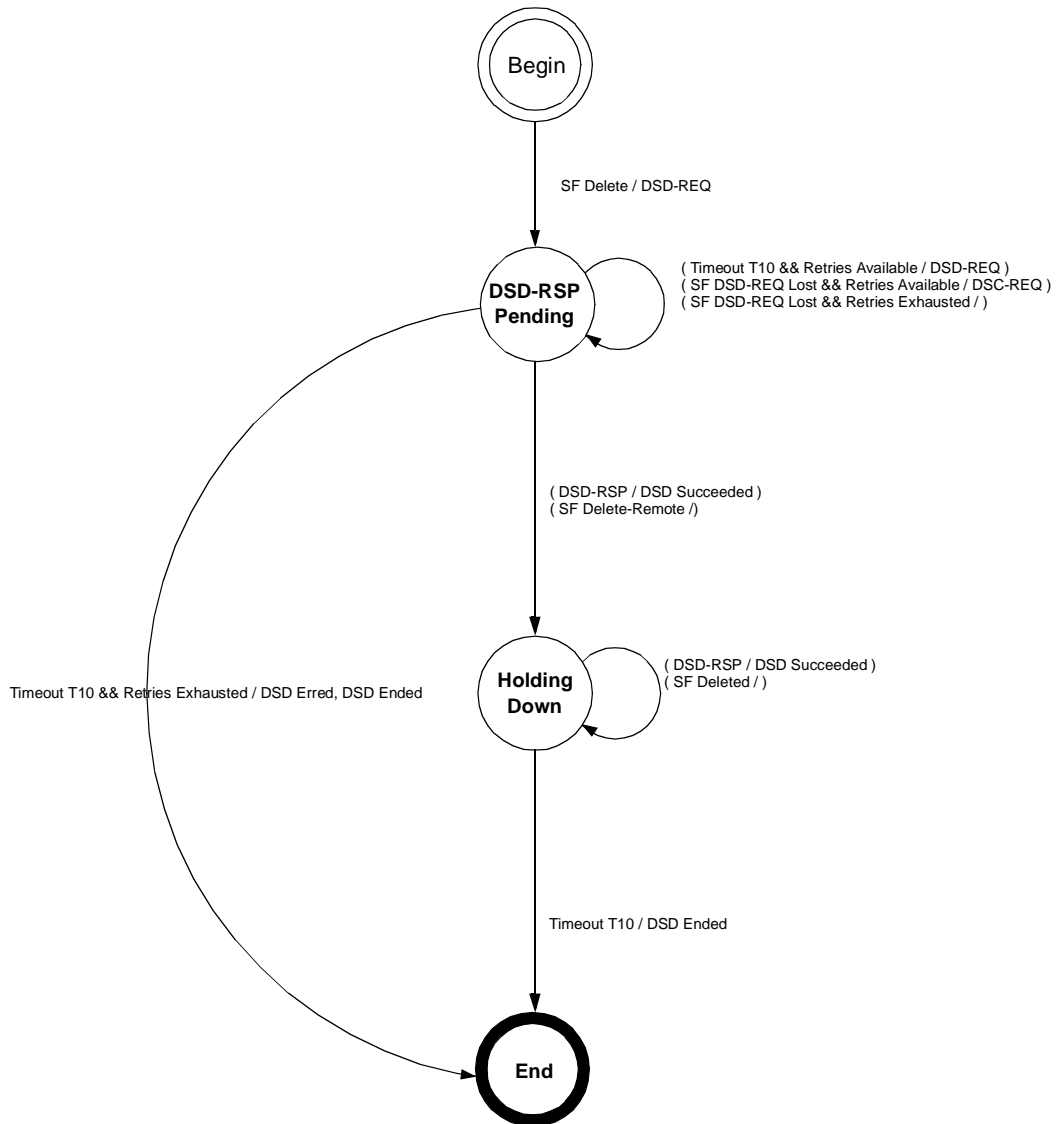 Begin
SF Delete / DSD-REQ
DSD-RSP
Pending
( Timeout T10 && Retries Available / DSD-REQ )
( SF DSD-REQ Lost && Retries Available / DSC-REQ )
( SF DSD-REQ Lost && Retries Exhausted / )
( DSD-RSP / DSD Succeeded )
( SF Delete-Remote /)
Holding
Down
( DSD-RSP / DSD Succeeded )
( SF Deleted / )
Timeout T10 && Retries Exhausted / DSD Erred, DSD Ended
Timeout T10 / DSD Ended
End